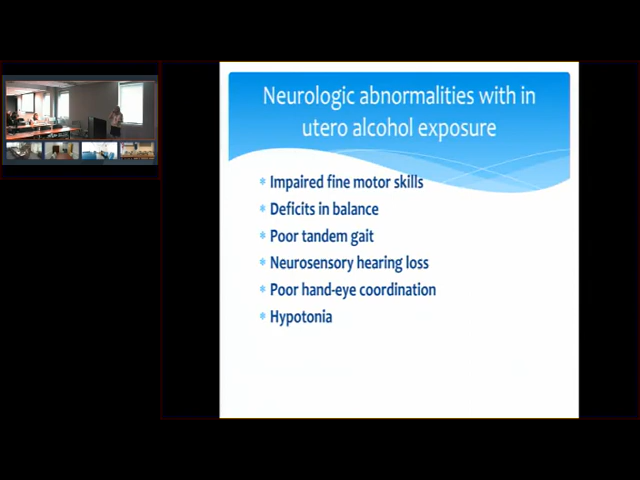 Neurologic abnormalities with in
utero alcohol exposure
* Impaired fine motor skills
* Deficits in balance
* Poor tandem gait
* Neurosensory hearing loss
* Poor hand-eye coordination
* Hypotonia